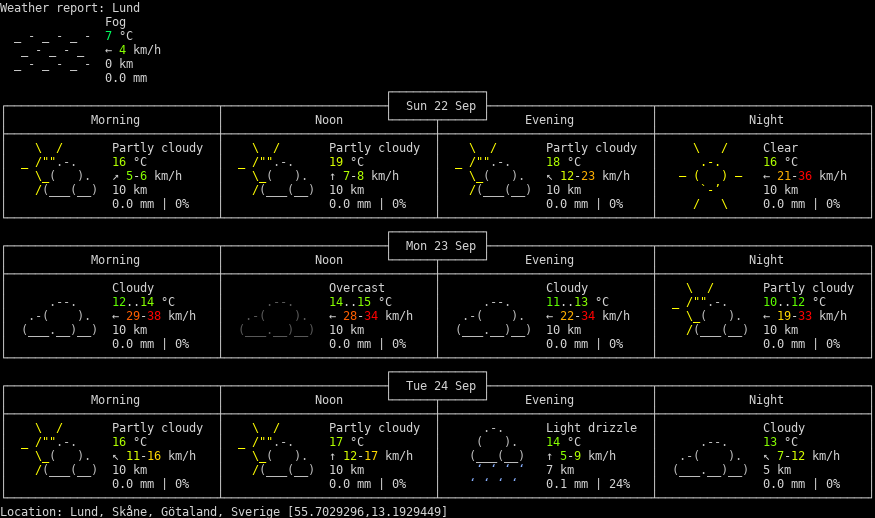 Weather report: Lund
Fog
7 °C
← 4 km/h
0 km
0.0 mm
Sun 22 Sep
Morning Noon Evening Night
Partly cloudy Partly cloudy Partly cloudy Clear
16 °C 19 °C 18 °C 16 °C
↗ 5-6 km/h ↑ 7-8 km/h ↖ 12-23 km/h ← 21-36 km/h
10 km 10 km 10 km 10 km
0.0 mm | 0% 0.0 mm | 0% 0.0 mm | 0% 0.0 mm | 0%
Mon 23 Sep
Morning Noon Evening Night
Cloudy Overcast Cloudy Partly cloudy
12..14 °C 14..15 °C 11..13 °C 10..12 °C
← 29-38 km/h ← 28-34 km/h ← 22-34 km/h ← 19-33 km/h
10 km 10 km 10 km 10 km
0.0 mm | 0% 0.0 mm | 0% 0.0 mm | 0% 0.0 mm | 0%
Tue 24 Sep
Morning Noon Evening Night
Partly cloudy Partly cloudy Light drizzle Cloudy
16 °C 17 °C 14 °C 13 °C
↖ 11-16 km/h ↑ 12-17 km/h ↑ 5-9 km/h ↖ 7-12 km/h
10 km 10 km 7 km 5 km
0.0 mm | 0% 0.0 mm | 0% 0.1 mm | 24% 0.0 mm | 0%
Location: Lund, Skåne, Götaland, Sverige [55.7029296,13.1929449]